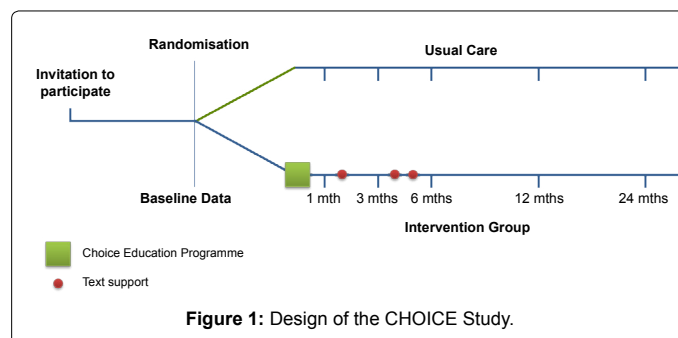 Randomisation
Usual Care
Invitation to
participate
Baseline Data
1 mth 3 mths 6 mths 12 mths 24 mths
Intervention Group
Choice Education Programme
Text support
Figure 1: Design of the CHOICE Study.